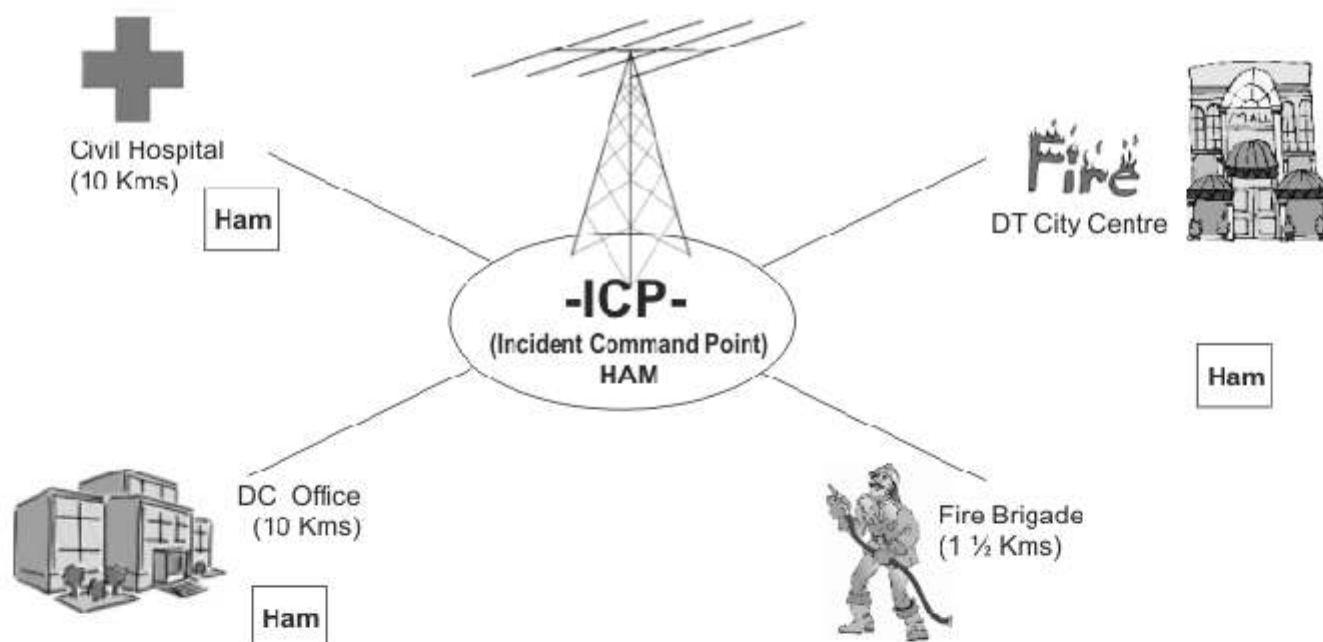 Civil Hospital
(10 Kms)
Ham
Fire
MALL
DT City Centre
-ICP-
(Incident Command Point)
HAM
Ham
DC Office
(10 Kms)
Ham
Fire Brigade
(1 ½ Kms)